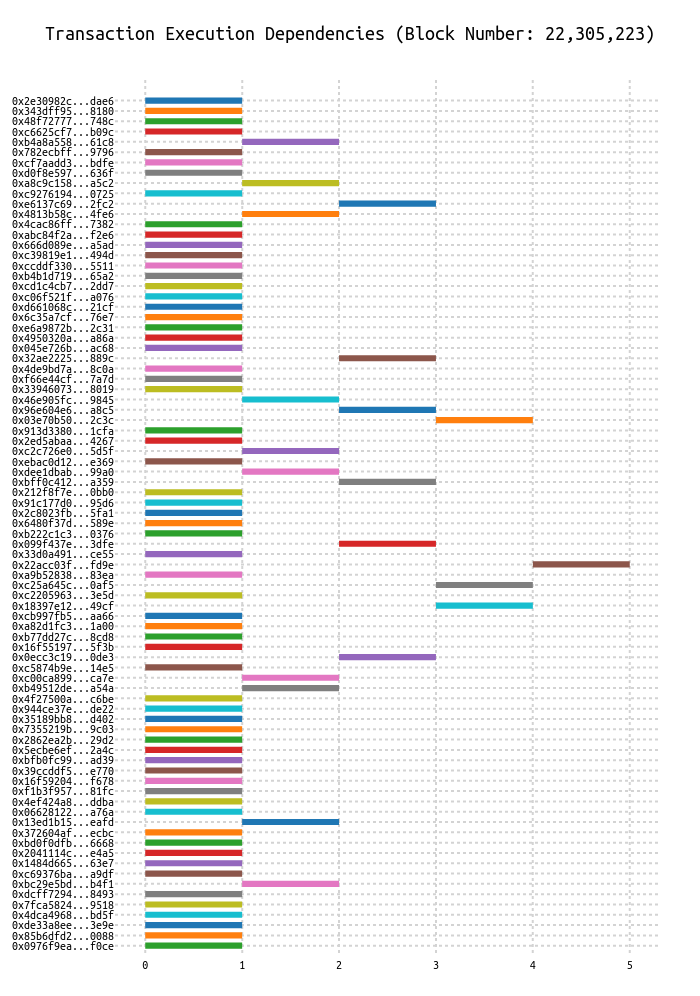 Transaction Execution Dependencies (Block Number: 22,305,223)
0x2e30982c...dae6
0x343dff95...8180
0x48f72777...748c
0xc6625cf7...b09c
0xb4a8a558...61c8
0x782ecbff...9796
0xcf7aadd3...bdfe
0xd0f8e597...636f
0xa8c9c158...a5c2
0xc9276194...0725
0xe6137c69...2fc2
0x4813b58c...4fe6
0x4cac86ff...7382
0xabc84f2a...f2e6
0x666d089e...a5ad
0xc39819e1...494d
0xccddf330...5511
0xb4b1d719...65a2
0xcd1c4cb7...2dd7
0xc06f521f...a076
0xd661068c...21cf
0x6c35a7cf...76e7
0xe6a9872b...2c31
0x4950320a...a86a
0x045e726b...ac68
0x32ae2225...889c
0x4de9bd7a...8c0a
0xf66e44cf...7a7d
0x33946073...8019
0x46e905fc...9845
0x96e604e6...a8c5
0x03e70b50...2c3c
0x913d3380...1cfa
0x2ed5abaa...4267
0xc2c726e0...5d5f
0xebac0d12...e369
0xdee1dbab...99a0
0xbff0c412...a359
0x212f8f7e...0bb0
0x91c177d0...95d6
0x2c8023fb...5fa1
0x6480f37d...589e
0xb222c1c3...0376
0x099f437e...3dfe
0x33d0a491...ce55
0x22acc03f...fd9e
0xa9b52838...83ea
0xc25a645c...0af5
0xc2205963...3e5d
0x18397e12...49cf
0xcb997fb5...aa66
0xa82d1fc3...1a00
0xb77dd27c...8cd8
0x16f55197...5f3b
0x0ecc3c19...0de3
0xc5874b9e...14e5
0xc00ca899...ca7e
0xb49512de...a54a
0x4f27500a...c6be
0x944ce37e...de22
0x35189bb8...d402
0x7355219b...9c03
0x2862ea2b...29d2
0x5ecbe6ef...2a4c
0xbfb0fc99...ad39
0x39ccddf5...e770
0x16f59204...f678
0xf1b3f957...81fc
0x4ef424a8...ddba
0x06628122...a76a
0x13ed1b15...eafd
0x372604af...ecbc
0xbd0f0dfb...6668
0x2041114c...e4a5
0x1484d665...63e7
0xc69376ba...a9df
0xbc29e5bd...b4f1
0xdcff7294...8493
0x7fca5824...9518
0x4dca4968...bd5f
0xde33a8ee...3e9e
0x85b6dfd2...0088
0x0976f9ea...f0ce
0 1 2 3 4 5